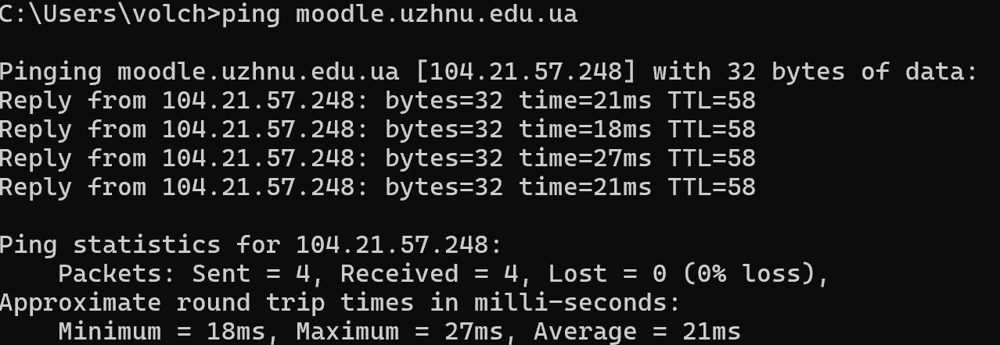 C:\Users\volch>ping moodle.uzhnu.edu.ua
Pinging moodle.uzhnu.edu.ua [104.21.57.248] with 32 bytes of data:
Reply from 104.21.57.248: bytes=32 time=21ms TTL=58
Reply from 104.21.57.248: bytes=32 time=18ms TTL=58
Reply from 104.21.57.248: bytes=32 time=27ms TTL=58
Reply from 104.21.57.248: bytes=32 time=21ms TTL=58
Ping statistics for 104.21.57.248:
    Packets: Sent = 4, Received = 4, Lost = 0 (0% loss),
Approximate round trip times in milli-seconds:
    Minimum = 18ms, Maximum = 27ms, Average = 21ms